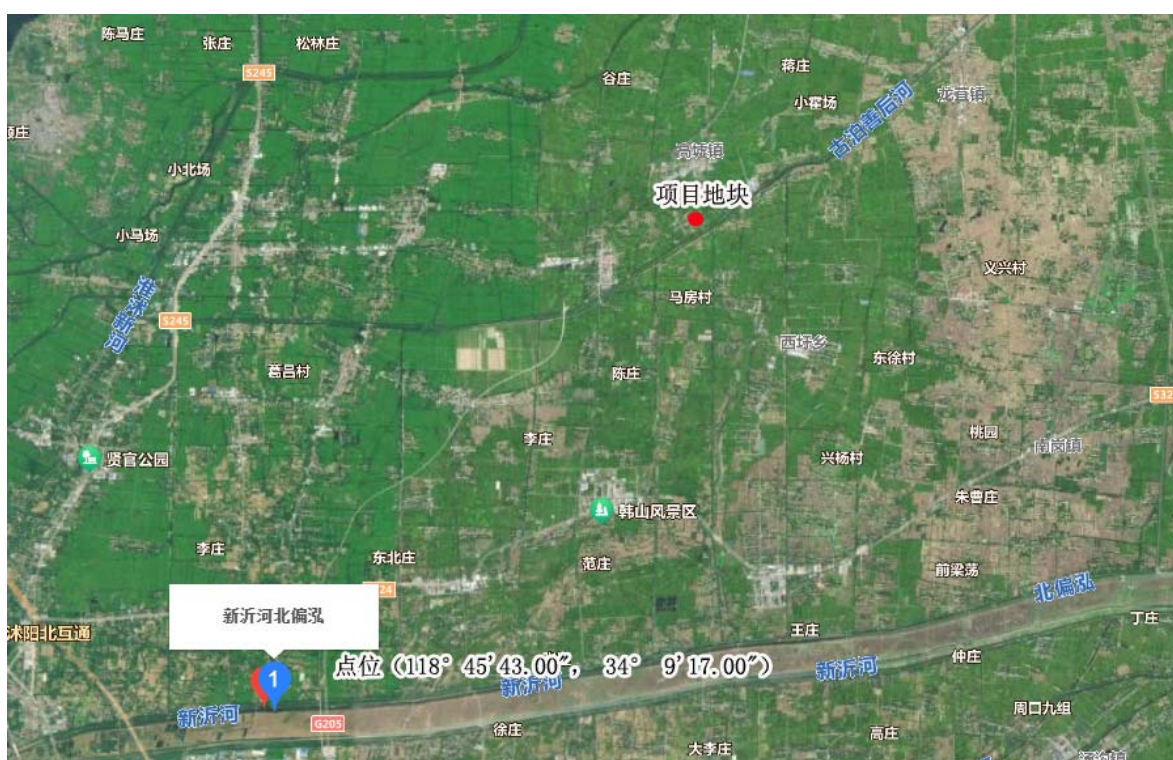 陈马庄
张庄
松林庄
S245
谷庄
蒋庄
小霍场
龙苴镇
古泊善后河
高墟镇
小北场
项目地块
小马场
义兴村
淮沭新河
马房村
S245
西圩乡
东徐村
葛昌村
陈庄
桃园
李庄
南岗镇
贤官公园
兴杨村
朱曹庄
韩山风景区
李庄
东北庄
范庄
前梁荡
北偏泓
新沂河北偏泓
丁庄
沭阳北互通
王庄
仲庄
点位（118° 45′43.00″， 34° 9′17.00″）
新沂河
新沂河
1
新沂河
周口九组
G205
徐庄
高庄
大李庄